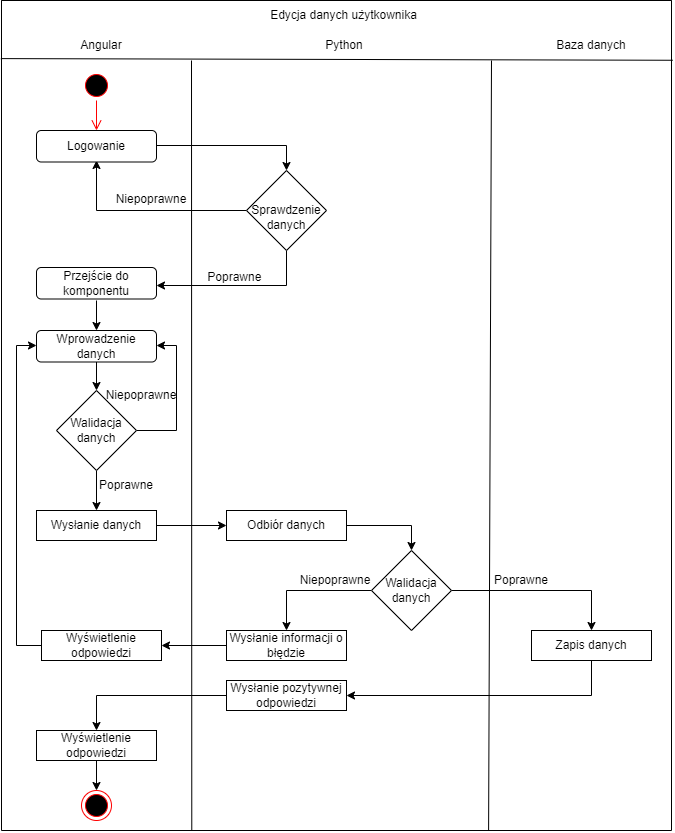 Edycja danych użytkownika
Angular
Python
Baza danych
Logowanie
Niepoprawne
Sprawdzenie
danych
Przejście do
komponentu
Poprawne
Wprowadzenie
danych
Niepoprawne
Walidacja
danych
Poprawne
Wysłanie danych
Odbiór danych
Niepoprawne
Walidacja
danych
Poprawne
Wyświetlenie
odpowiedzi
Wysłanie informacji o
błędzie
Zapis danych
Wysłanie pozytywnej
odpowiedzi
Wyświetlenie
odpowiedzi